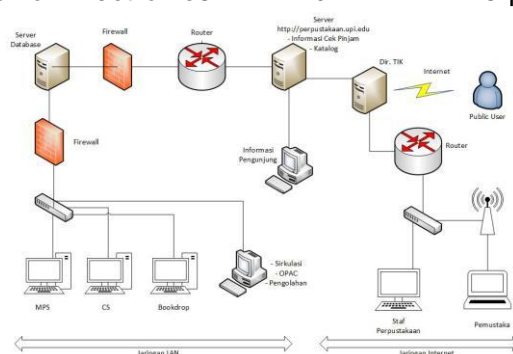 Server
Database
Firewall
Router
Server
http://perpustakaan.upi.edu
- Informasi Cek Pinjam
- Katalog
Dir. TIK
Internet
Public User
Firewall
Informasi
Pengunjung
Router
- Sirkulasi
- OPAC
- Pengolahan
MPS
CS
Bookdrop
Staf
Perpustakaan
Pemustaka
Jaringan LAN
Jaringan Internet